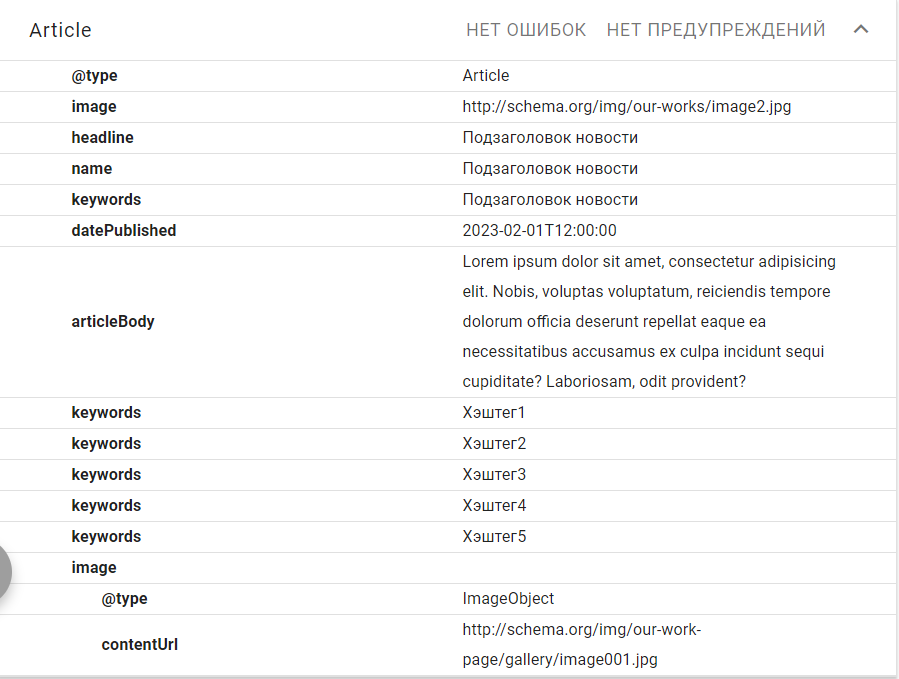 Article НЕТ ОШИБОК НЕТ ПРЕДУПРЕЖДЕНИЙ
@type Article
image http://schema.org/img/our-works/image2.jpg
headline Подзаголовок новости
name Подзаголовок новости
keywords Подзаголовок новости
datePublished 2023-02-01T12:00:00
Lorem ipsum dolor sit amet, consectetur adipisicing
elit. Nobis, voluptas voluptatum, reiciendis tempore
articleBody dolorum officia deserunt repellat eaque ea
necessitatibus accusamus ex culpa incidunt sequi
cupiditate? Laboriosam, odit provident?
keywords Хэштег1
keywords Хэштег2
keywords Хэштег3
keywords Хэштег4
keywords Хэштег5
image
@type ImageObject
contentUrl http://schema.org/img/our-work-
page/gallery/image001.jpg